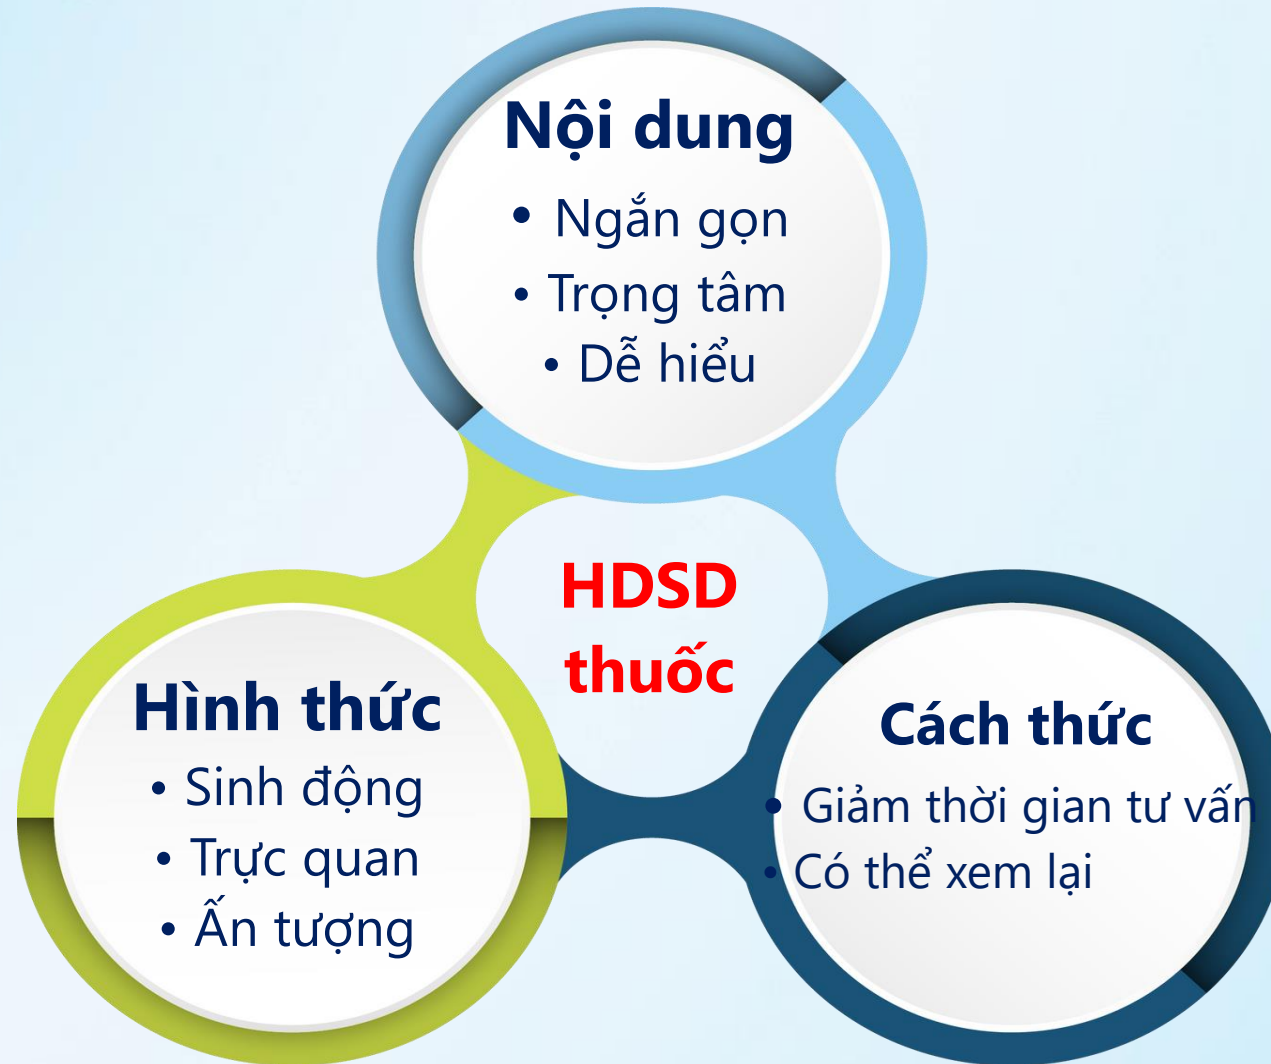 Nội dung
• Ngắn gọn
• Trọng tâm
• Dễ hiểu
HDSD
thuốc
Hình thức
• Sinh động
• Trực quan
• Ấn tượng
Cách thức
• Giảm thời gian tư vấn
• Có thể xem lại